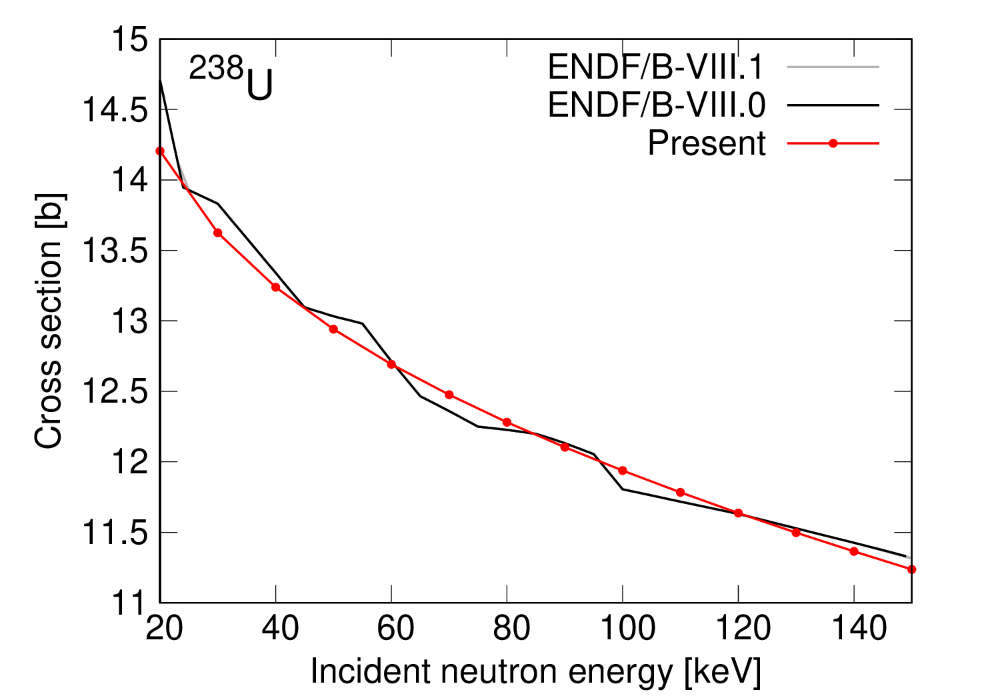 15
14.5
14
13.5
13
12.5
12
11.5
11
Cross section [b]
²³⁸U
ENDF/B-VIII.1
ENDF/B-VIII.0
Present
20 40 60 80 100 120 140
Incident neutron energy [keV]